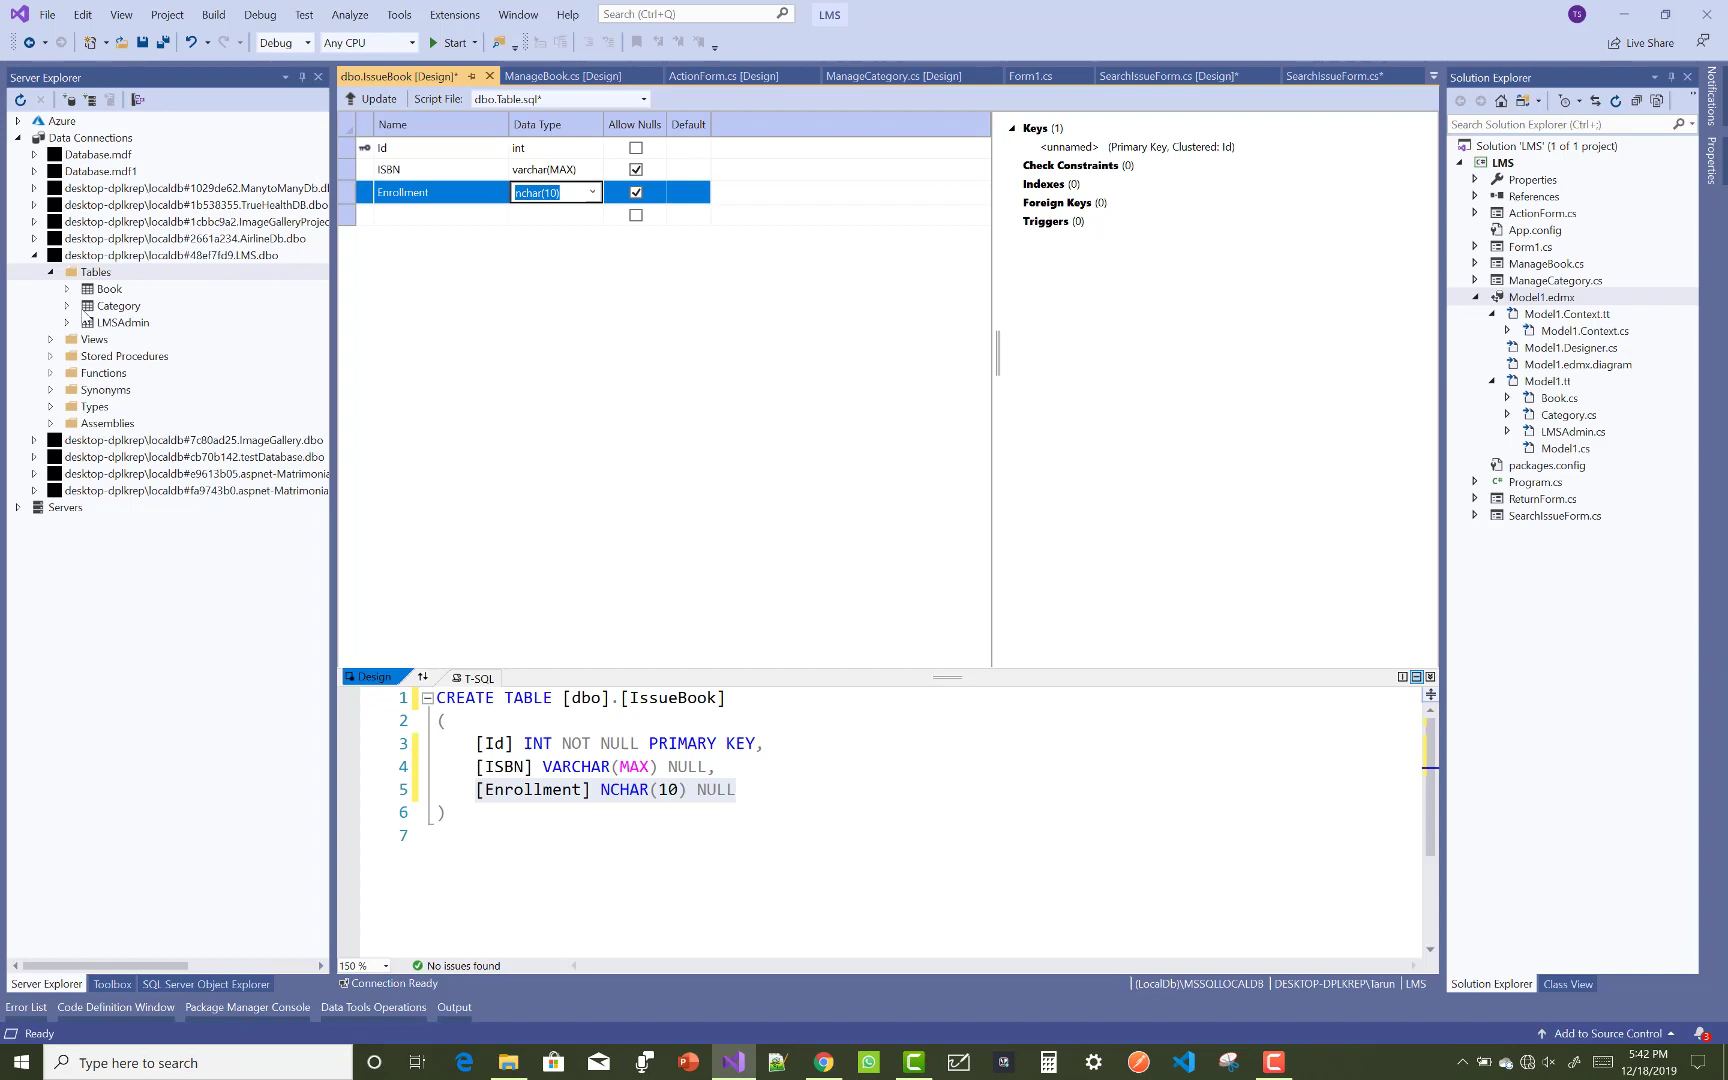 File Edit View Project Build Debug Test Analyze Tools Extensions Window Help Search (Ctrl+Q) LMS TS
Debug Any CPU Start Live Share
Server Explorer
Azure
Data Connections
Database.mdf
Database.mdf1
desktop-dplkrep\localdb#1029de62.ManytoManyDb.dl
desktop-dplkrep\localdb#1b538355.TrueHealthDB.dbo
desktop-dplkrep\localdb#1cbbc9a2.ImageGalleryProjec
desktop-dplkrep\localdb#2661a234.AirlineDb.dbo
desktop-dplkrep\localdb#48ef7fd9.LMS.dbo
Tables
Book
Category
LMSAdmin
Views
Stored Procedures
Functions
Synonyms
Types
Assemblies
desktop-dplkrep\localdb#7c80ad25.ImageGallery.dbo
desktop-dplkrep\localdb#cb70b142.testDatabase.dbo
desktop-dplkrep\localdb#e9613b05.aspnet-Matrimonia
desktop-dplkrep\localdb#fa9743b0.aspnet-Matrimonia
Servers
Server Explorer Toolbox SQL Server Object Explorer
dbo.IssueBook [Design]* ManageBook.cs [Design] ActionForm.cs [Design] ManageCategory.cs [Design] Form1.cs SearchIssueForm.cs [Design]* SearchIssueForm.cs*
Update Script File: dbo.Table.sql*
Name Data Type Allow Nulls Default
Id int
ISBN varchar(MAX)
Enrollment nchar(10)
Keys (1)
<unnamed> (Primary Key, Clustered: Id)
Check Constraints (0)
Indexes (0)
Foreign Keys (0)
Triggers (0)
Design T-SQL
1 CREATE TABLE [dbo].[IssueBook]
2 (
3 [Id] INT NOT NULL PRIMARY KEY,
4 [ISBN] VARCHAR(MAX) NULL,
5 [Enrollment] NCHAR(10) NULL
6 )
7
150 % No issues found
Connection Ready (LocalDb)\MSSQLLOCALDB DESKTOP-DPLKREP\Tarun LMS
Solution Explorer
Search Solution Explorer (Ctrl+;)
Solution 'LMS' (1 of 1 project)
LMS
Properties
References
ActionForm.cs
App.config
Form1.cs
ManageBook.cs
ManageCategory.cs
Model1.edmx
Model1.Context.tt
Model1.Context.cs
Model1.Designer.cs
Model1.edmx.diagram
Model1.tt
Book.cs
Category.cs
LMSAdmin.cs
Model1.cs
packages.config
Program.cs
ReturnForm.cs
SearchIssueForm.cs
Solution Explorer Class View
Notifications
Properties
Error List Code Definition Window Package Manager Console Data Tools Operations Output
Ready Add to Source Control 3
Type here to search
5:42 PM
12/18/2019